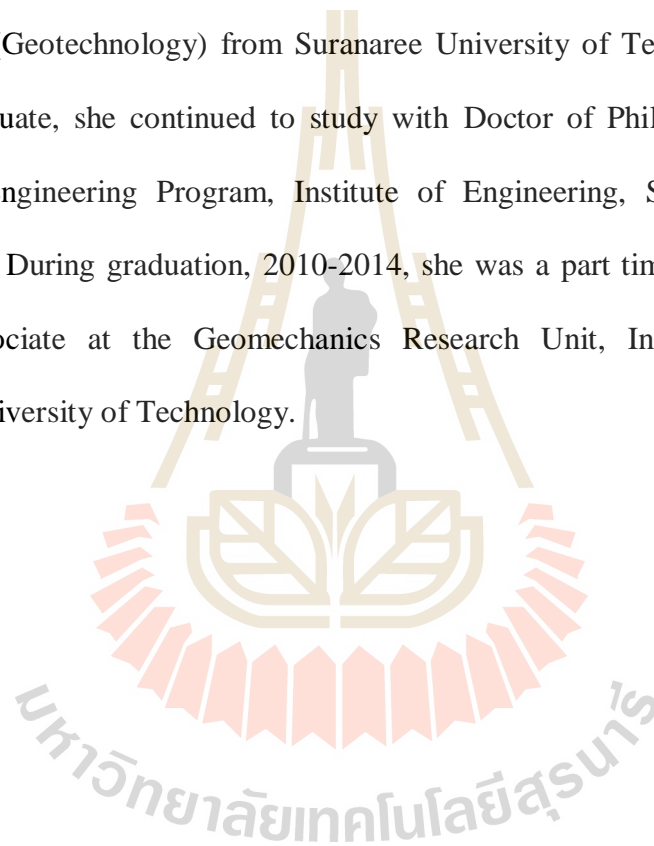 (Geotechnology) from Suranaree University of Te
uate, she continued to study with Doctor of Phil
ngineering Program, Institute of Engineering, S
During graduation, 2010-2014, she was a part tim
ciate at the Geomechanics Research Unit, In
iversity of Technology.
มหาวิทยาลัยเทคโนโลยีสุรนารี